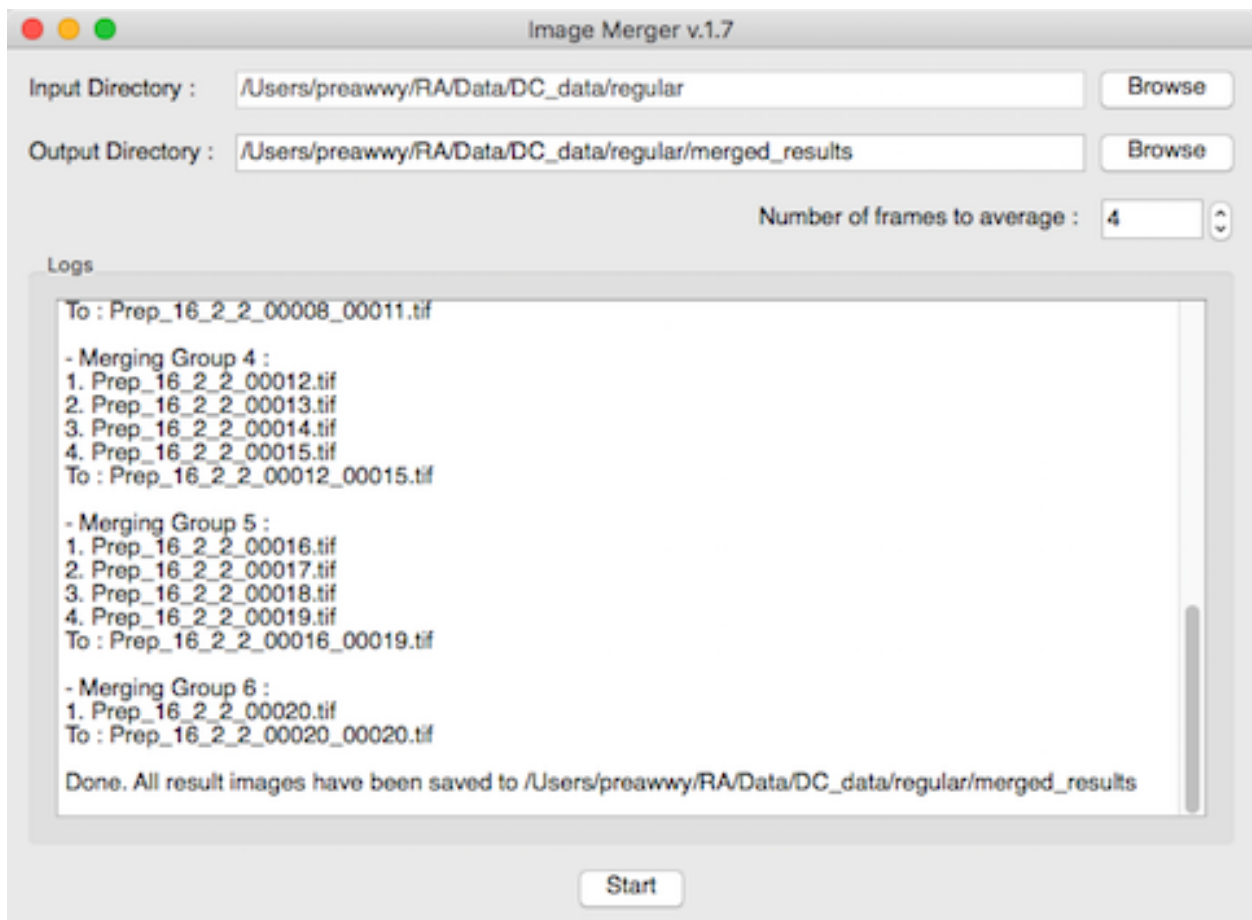 Image Merger v.1.7
Input Directory : /Users/preawwy/RA/Data/DC_data/regular Browse
Output Directory : /Users/preawwy/RA/Data/DC_data/regular/merged_results Browse
Number of frames to average : 4
Logs
To : Prep_16_2_2_00008_00011.tif
- Merging Group 4 :
1. Prep_16_2_2_00012.tif
2. Prep_16_2_2_00013.tif
3. Prep_16_2_2_00014.tif
4. Prep_16_2_2_00015.tif
To : Prep_16_2_2_00012_00015.tif
- Merging Group 5 :
1. Prep_16_2_2_00016.tif
2. Prep_16_2_2_00017.tif
3. Prep_16_2_2_00018.tif
4. Prep_16_2_2_00019.tif
To : Prep_16_2_2_00016_00019.tif
- Merging Group 6 :
1. Prep_16_2_2_00020.tif
To : Prep_16_2_2_00020_00020.tif
Done. All result images have been saved to /Users/preawwy/RA/Data/DC_data/regular/merged_results
Start